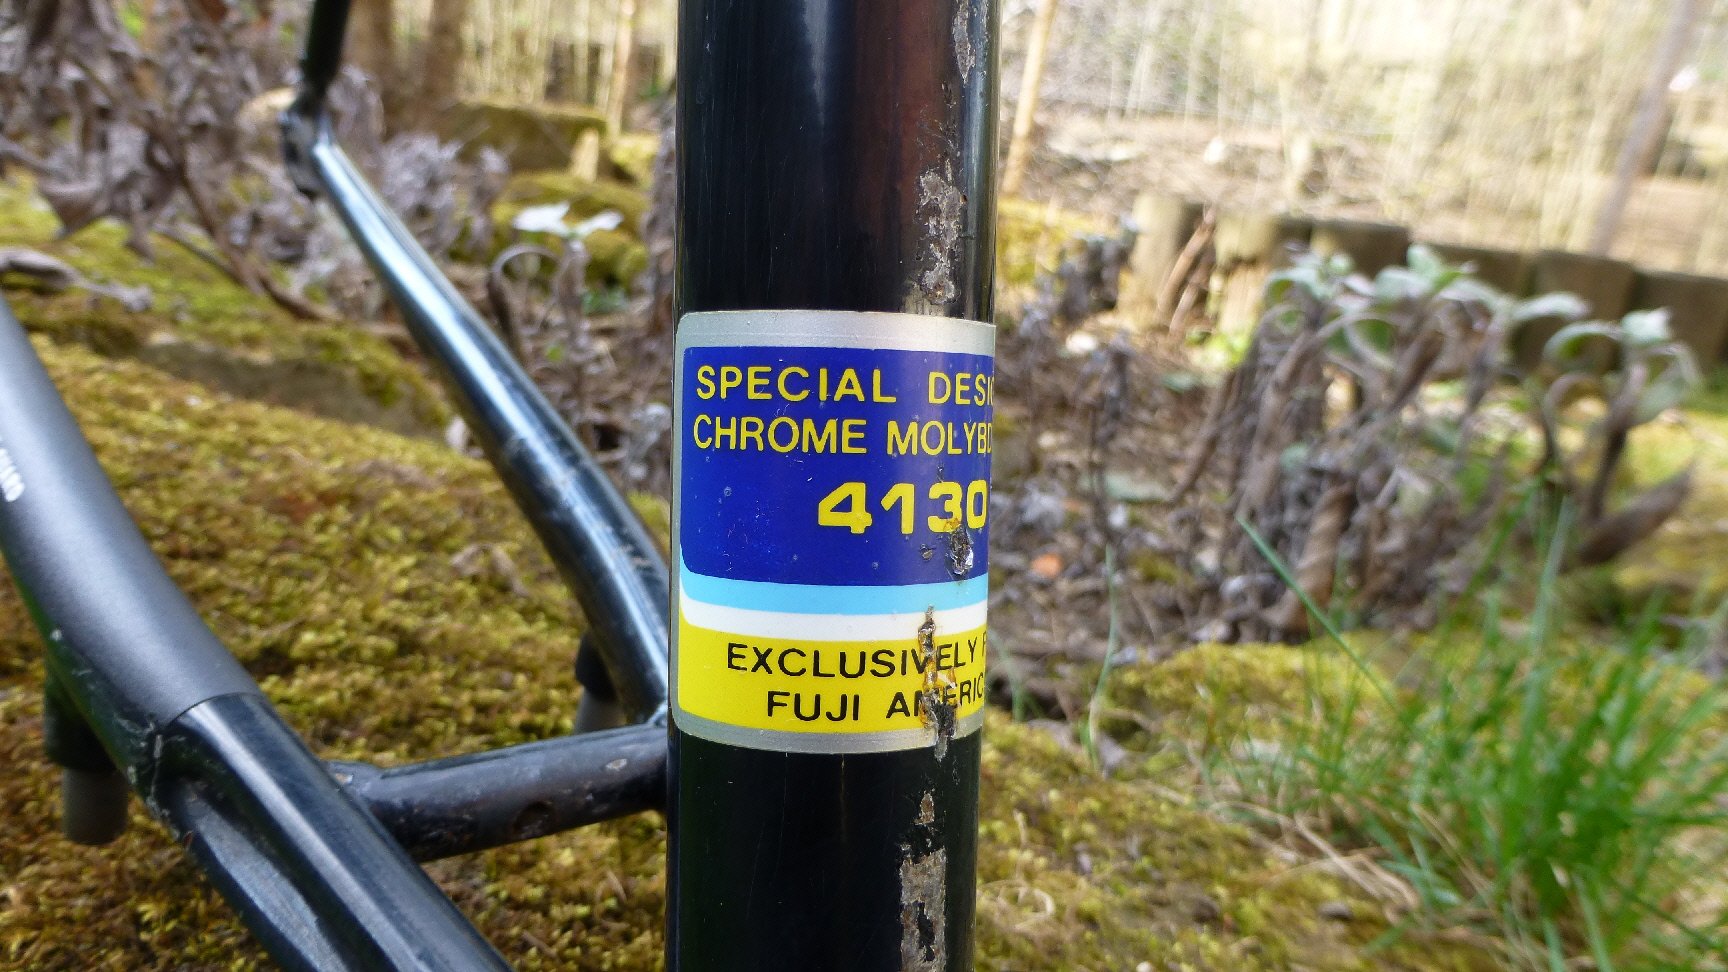 SPECIAL DESI
CHROME MOLYBD
4130
EXCLUSIVELY F
FUJI AMERIC